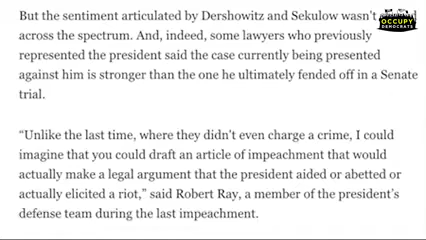 OCCUPY
DEMOCRATS
But the sentiment articulated by Dershowitz and Sekulow wasn't
across the spectrum. And, indeed, some lawyers who previously
represented the president said the case currently being presented
against him is stronger than the one he ultimately fended off in a Senate
trial.
"Unlike the last time, where they didn't even charge a crime, I could
imagine that you could draft an article of impeachment that would
actually make a legal argument that the president aided or abetted or
actually elicited a riot," said Robert Ray, a member of the president's
defense team during the last impeachment.